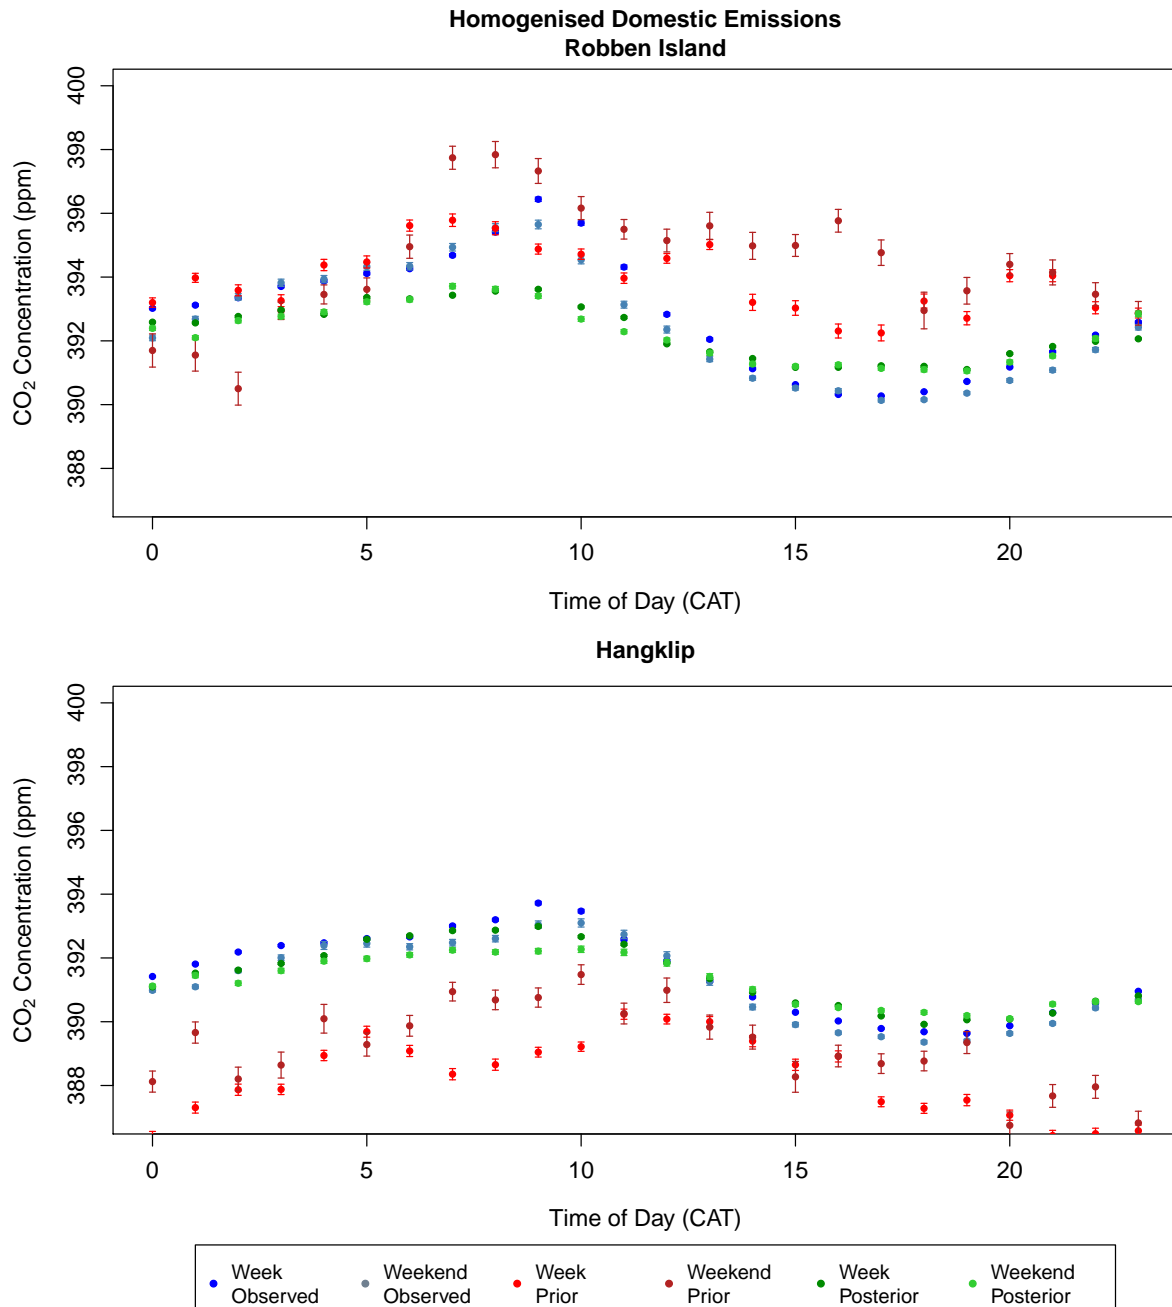 Homogenised Domestic Emissions
Robben Island
CO₂ Concentration (ppm)
400
398
396
394
392
390
388
0 5 10 15 20
Time of Day (CAT)
Hangklip
CO₂ Concentration (ppm)
400
398
396
394
392
390
388
0 5 10 15 20
Time of Day (CAT)
Week Observed
Weekend Observed
Week Prior
Weekend Prior
Week Posterior
Weekend Posterior